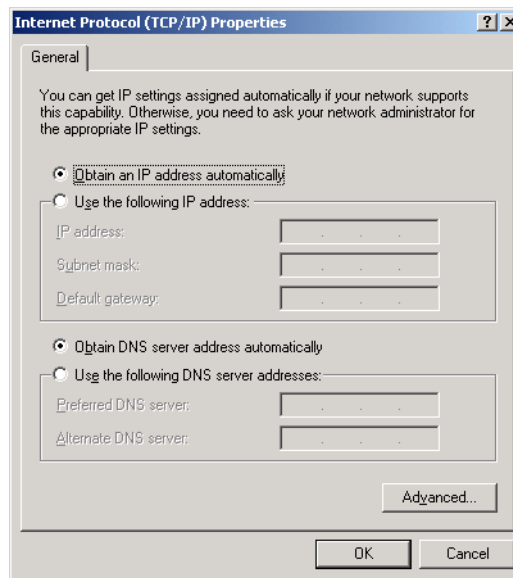 Internet Protocol (TCP/IP) Properties
General
You can get IP settings assigned automatically if your network supports
this capability. Otherwise, you need to ask your network administrator for
the appropriate IP settings.
Obtain an IP address automatically
Use the following IP address:
IP address:
Subnet mask:
Default gateway:
Obtain DNS server address automatically
Use the following DNS server addresses:
Preferred DNS server:
Alternate DNS server:
Advanced...
OK Cancel